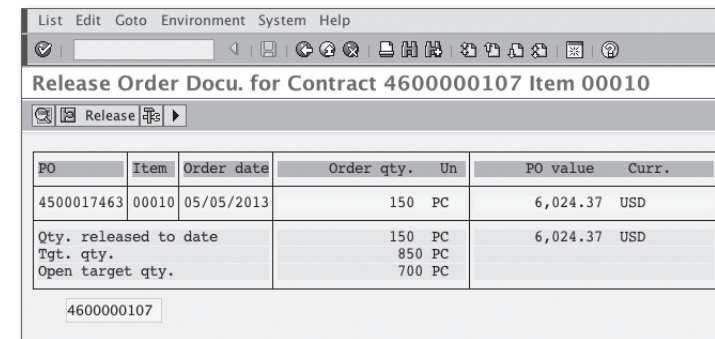 List Edit Goto Environment System Help
Release Order Docu. for Contract 4600000107 Item 00010
Release
PO Item Order date Order qty. Un PO value Curr.
4500017463 00010 05/05/2013 150 PC 6,024.37 USD
Qty. released to date 150 PC 6,024.37 USD
Tgt. qty. 850 PC
Open target qty. 700 PC
4600000107